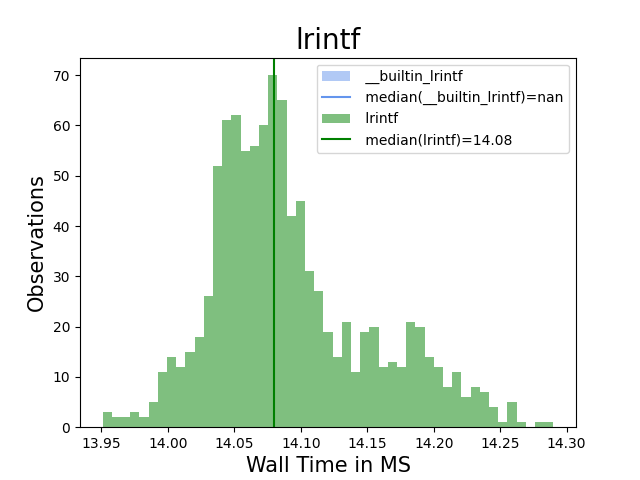 lrintf
__builtin_lrintf
median(__builtin_lrintf)=nan
lrintf
median(lrintf)=14.08
Observations
70
60
50
40
30
20
10
0
13.95 14.00 14.05 14.10 14.15 14.20 14.25 14.30
Wall Time in MS